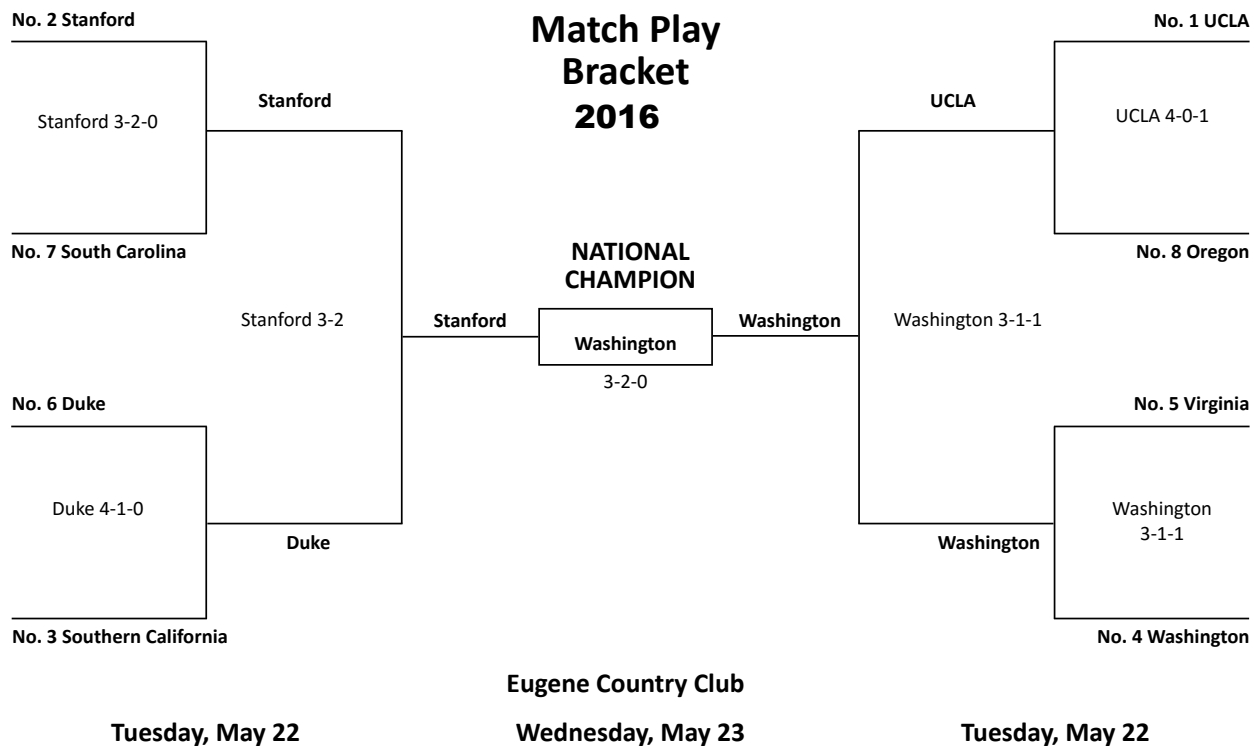 No. 2 Stanford
Match Play
Bracket
2016
No. 1 UCLA
Stanford
UCLA
Stanford 3-2-0
UCLA 4-0-1
No. 7 South Carolina
No. 8 Oregon
NATIONAL
CHAMPION
Stanford 3-2
Stanford
Washington
Washington
Washington 3-1-1
3-2-0
No. 6 Duke
No. 5 Virginia
Duke 4-1-0
Washington
3-1-1
Duke
Washington
No. 3 Southern California
No. 4 Washington
Eugene Country Club
Tuesday, May 22
Wednesday, May 23
Tuesday, May 22